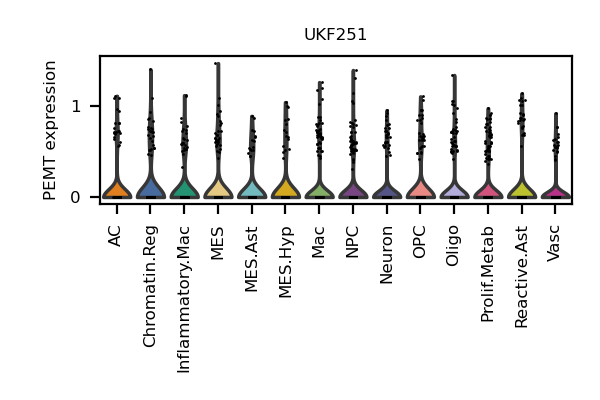 UKF251
PEMT expression
1
0
AC
Chromatin.Reg
Inflammatory.Mac
MES
MES.Ast
MES.Hyp
Mac
NPC
Neuron
OPC
Oligo
Prolif.Metab
Reactive.Ast
Vasc